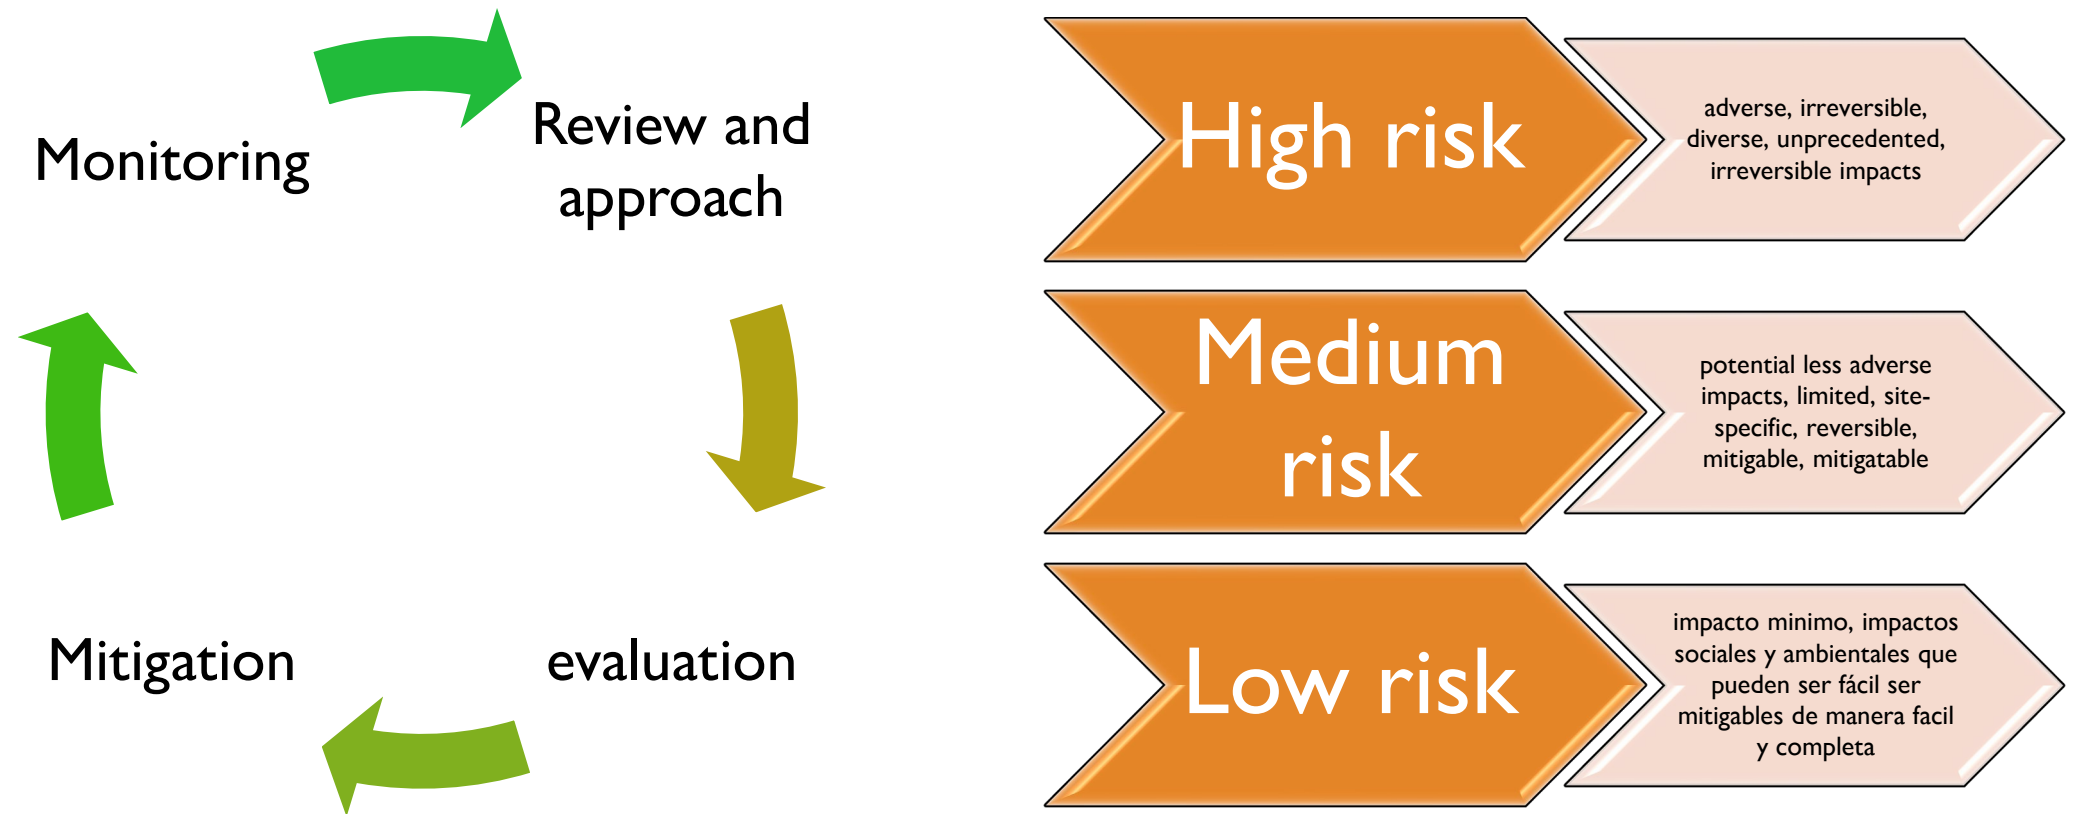 Monitoring
Review and
approach
Mitigation
evaluation
High risk
adverse, irreversible,
diverse, unprecedented,
irreversible impacts
Medium
risk
potential less adverse
impacts, limited, site-
specific, reversible,
mitigable, mitigatable
Low risk
impacto minimo, impactos
sociales y ambientales que
pueden ser fácil ser
mitigables de manera facil
y completa